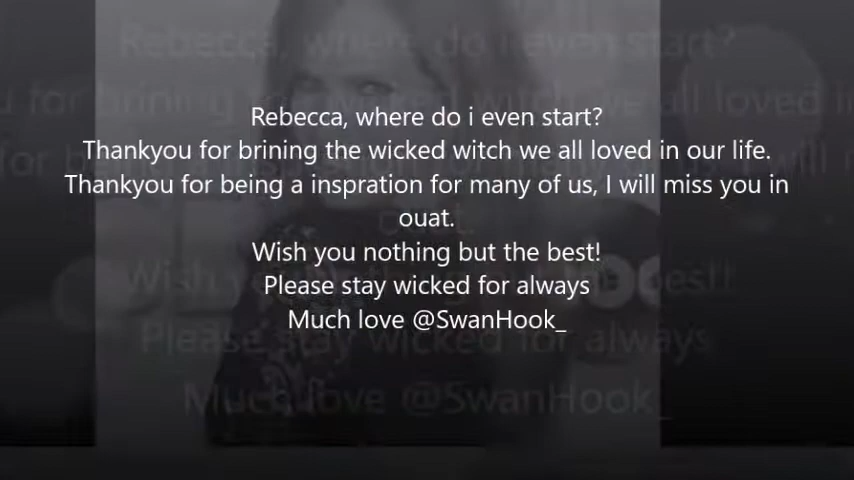 Rebecca, where do i even start?
Thankyou for brining the wicked witch we all loved in our life.
Thankyou for being a inspration for many of us, I will miss you in
ouat.
Wish you nothing but the best!
Please stay wicked for always
Much love @SwanHook_